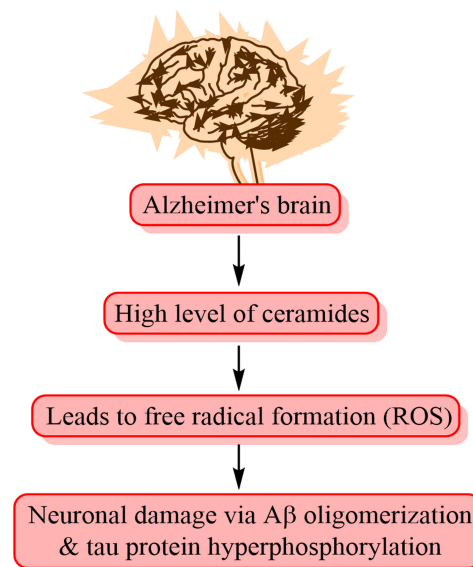 Alzheimer's brain
High level of ceramides
Leads to free radical formation (ROS)
Neuronal damage via Aβ oligomerization
& tau protein hyperphosphorylation